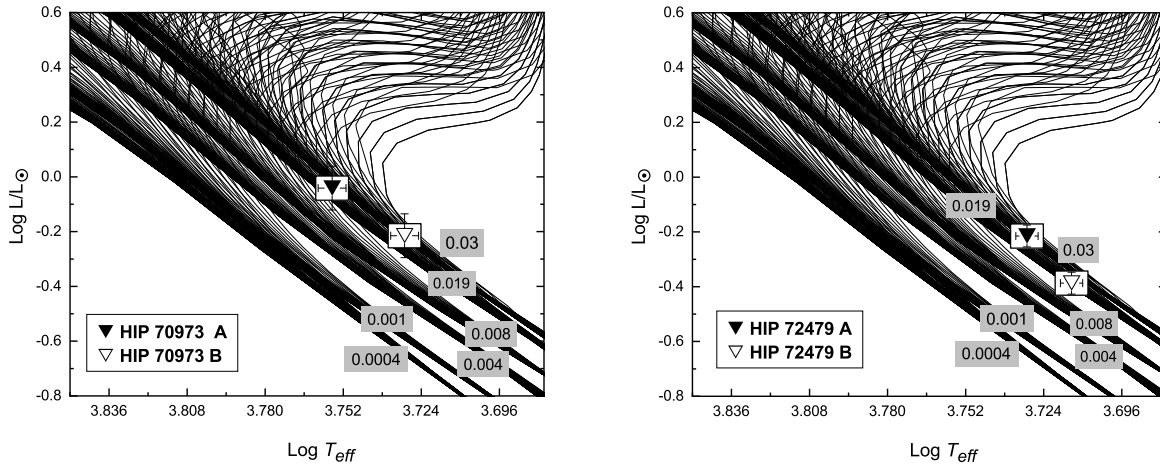 0.6
0.4
0.2
0.0
-0.2
-0.4
-0.6
-0.8
Log L/L☉
0.03
0.019
0.001
0.008
0.0004
0.004
▼ HIP 70973 A
▽ HIP 70973 B
3.836 3.808 3.780 3.752 3.724 3.696
Log Teff
0.6
0.4
0.2
0.0
-0.2
-0.4
-0.6
-0.8
Log L/L☉
0.019
0.03
0.001
0.008
0.0004
0.004
▼ HIP 72479 A
▽ HIP 72479 B
3.836 3.808 3.780 3.752 3.724 3.696
Log Teff